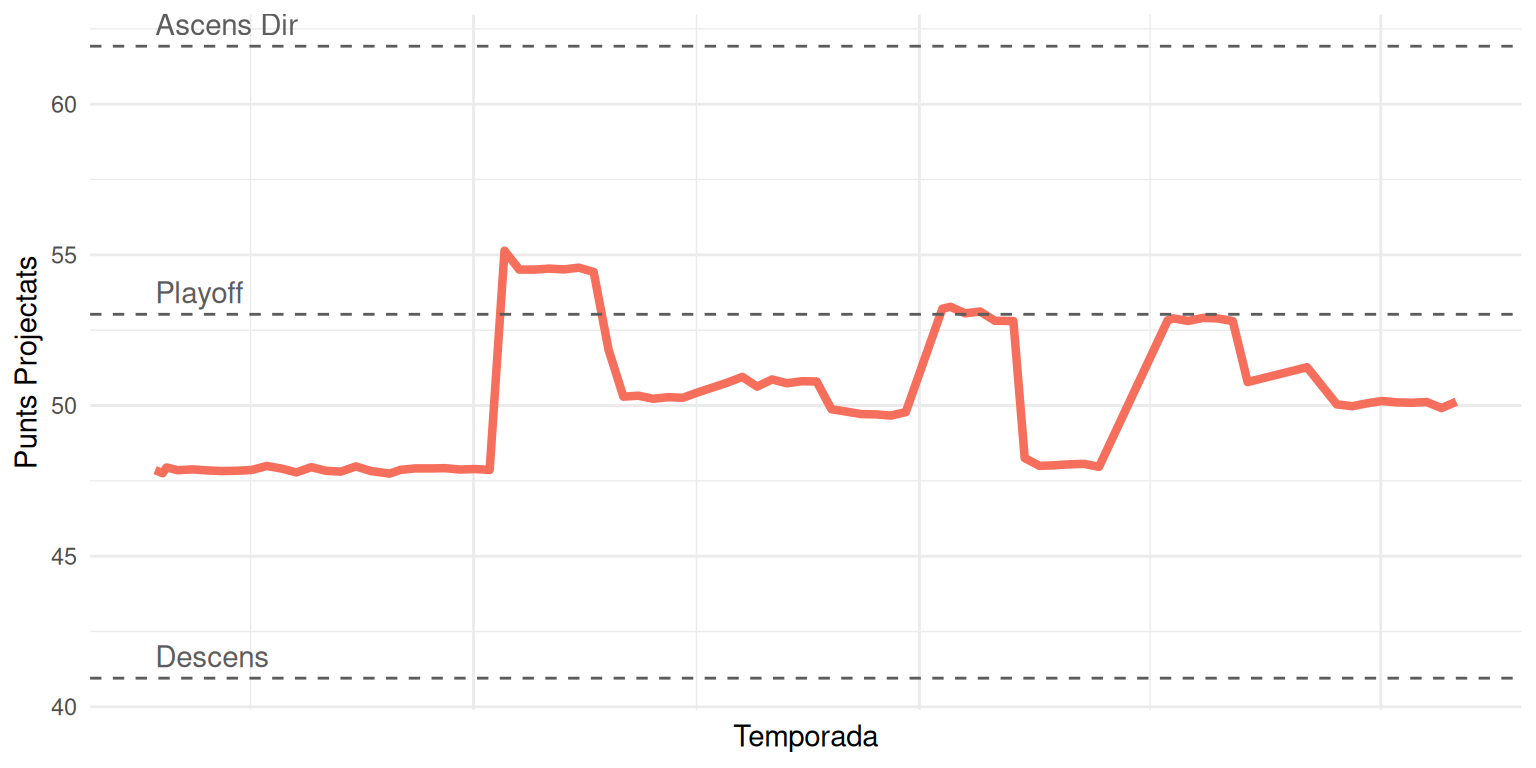 Ascens Dir
60
55
Playoff
50
45
Descens
40
Punts Projectats
Temporada